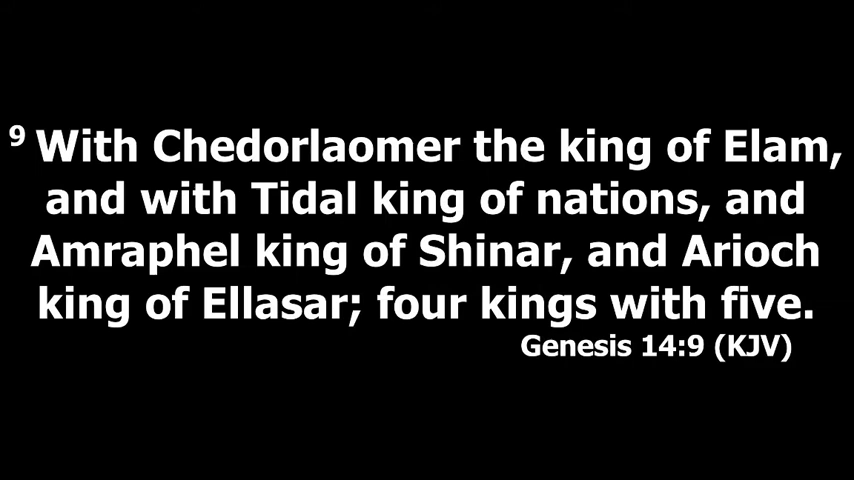 9 With Chedorlaomer the king of Elam,
and with Tidal king of nations, and
Amraphel king of Shinar, and Arioch
king of Ellasar; four kings with five.
Genesis 14:9 (KJV)